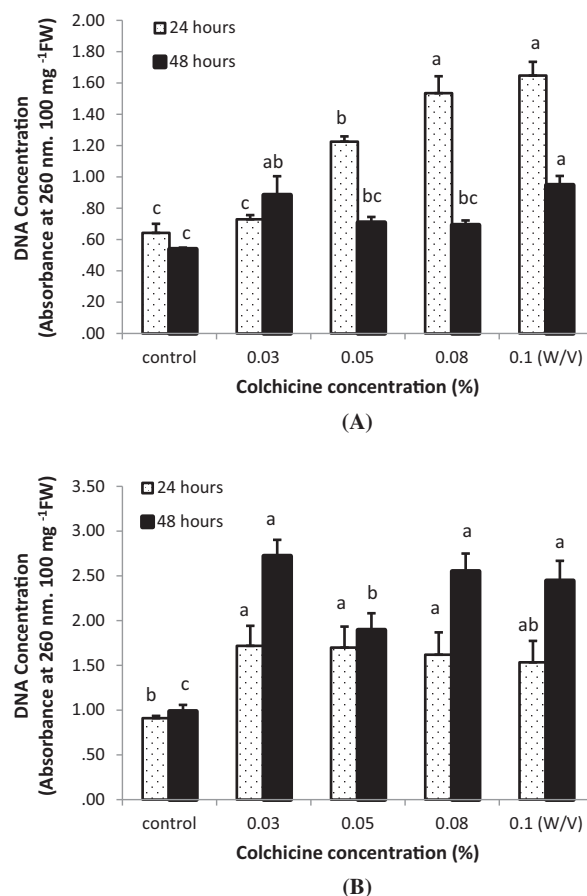 DNA Concentration
(Absorbance at 260 nm. 100 mg -1FW)
2.00
1.80
1.60
1.40
1.20
1.00
.80
.60
.40
.20
.00
24 hours
48 hours
c c
c ab
b bc
a bc
a a
control 0.03 0.05 0.08 0.1 (W/V)
Colchicine concentration (%)
(A)
DNA Concentration
(Absorbance at 260 nm. 100 mg -1FW)
3.50
3.00
2.50
2.00
1.50
1.00
.50
.00
24 hours
48 hours
b c
a a
a b
a a
ab a
control 0.03 0.05 0.08 0.1 (W/V)
Colchicine concentration (%)
(B)